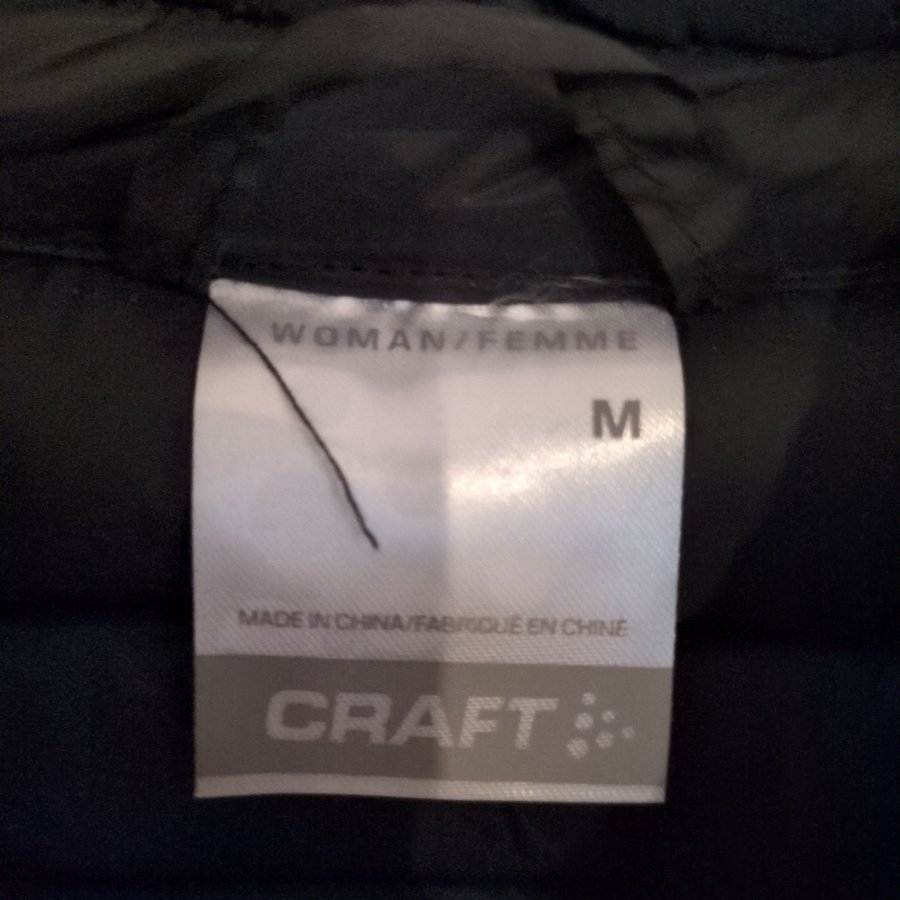 WOMAN/FEMME
M
MADE IN CHINA/FABRIQUÉ EN CHINE
CRAFT